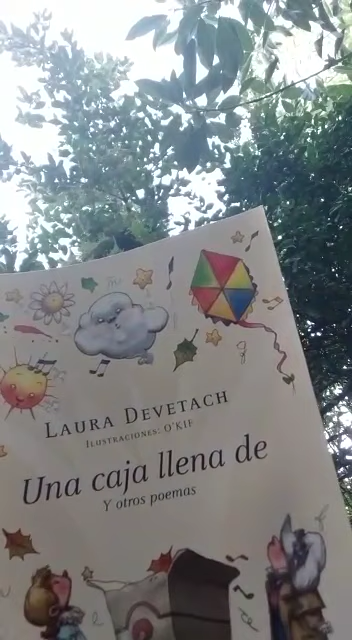 LAURA DEVETACH
ILUSTRACIONES: O'KIF
Una caja llena de
Y otros poemas